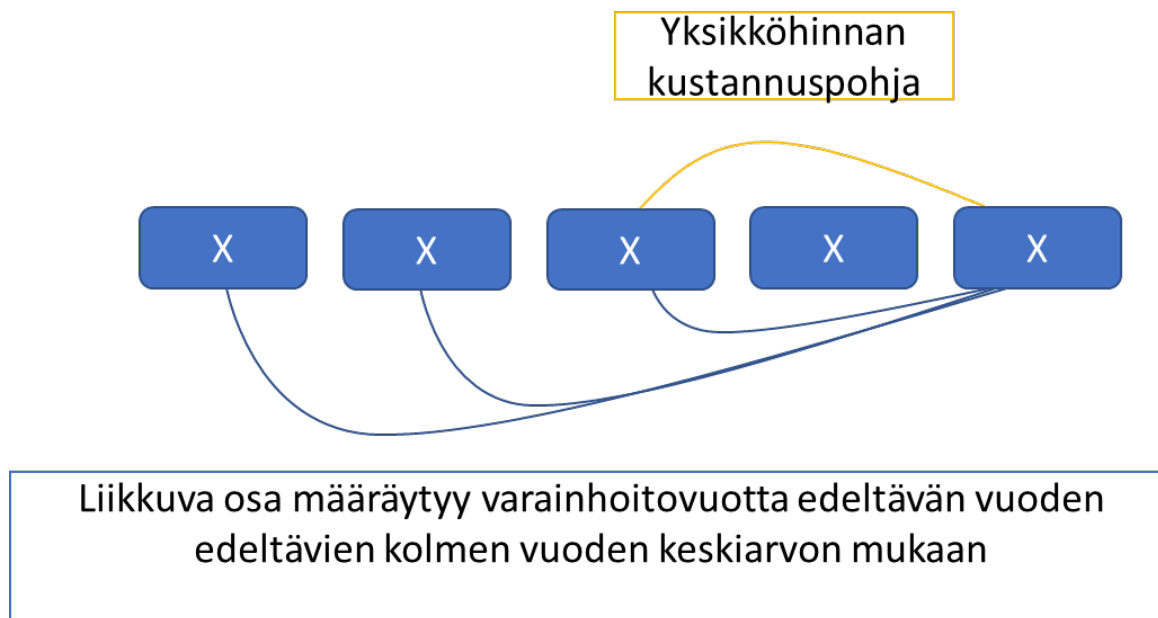 Yksikköhinnan
kustannuspohja
X X X X X
Liikkuva osa määräytyy varainhoitovuotta edeltävän vuoden
edeltävien kolmen vuoden keskiarvon mukaan